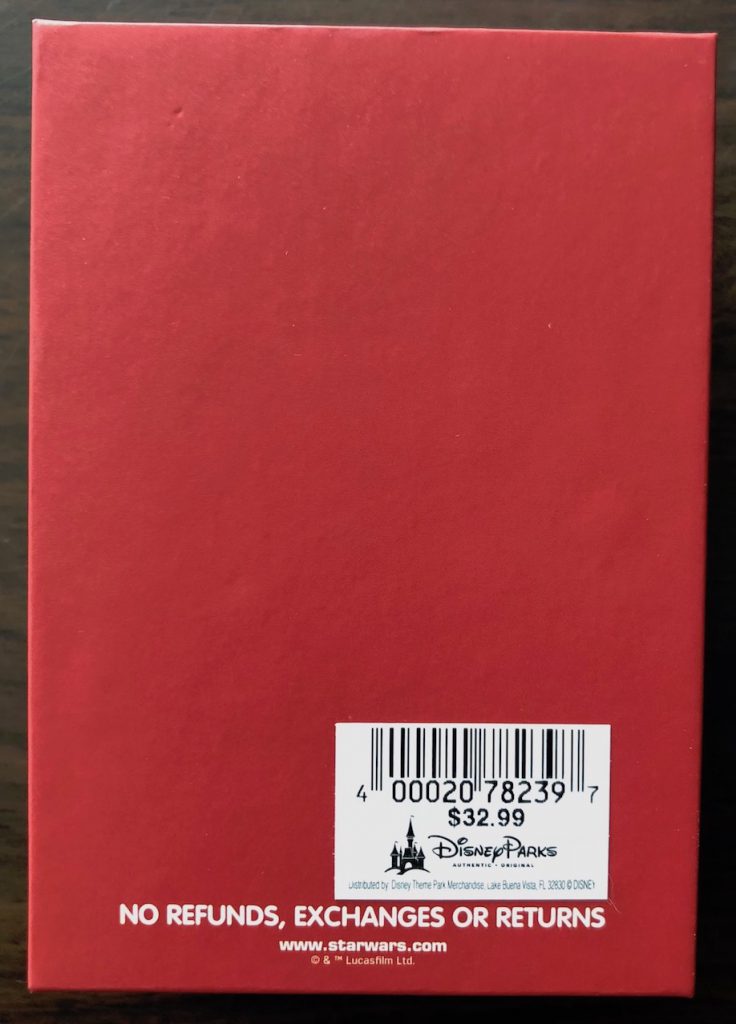 4 00020 78239 7
$32.99
Disney Parks
AUTHENTIC • ORIGINAL
Distributed by: Disney Theme Park Merchandise, Lake Buena Vista, FL 32830 © DISNEY
NO REFUNDS, EXCHANGES OR RETURNS
www.starwars.com
© & ™ Lucasfilm Ltd.